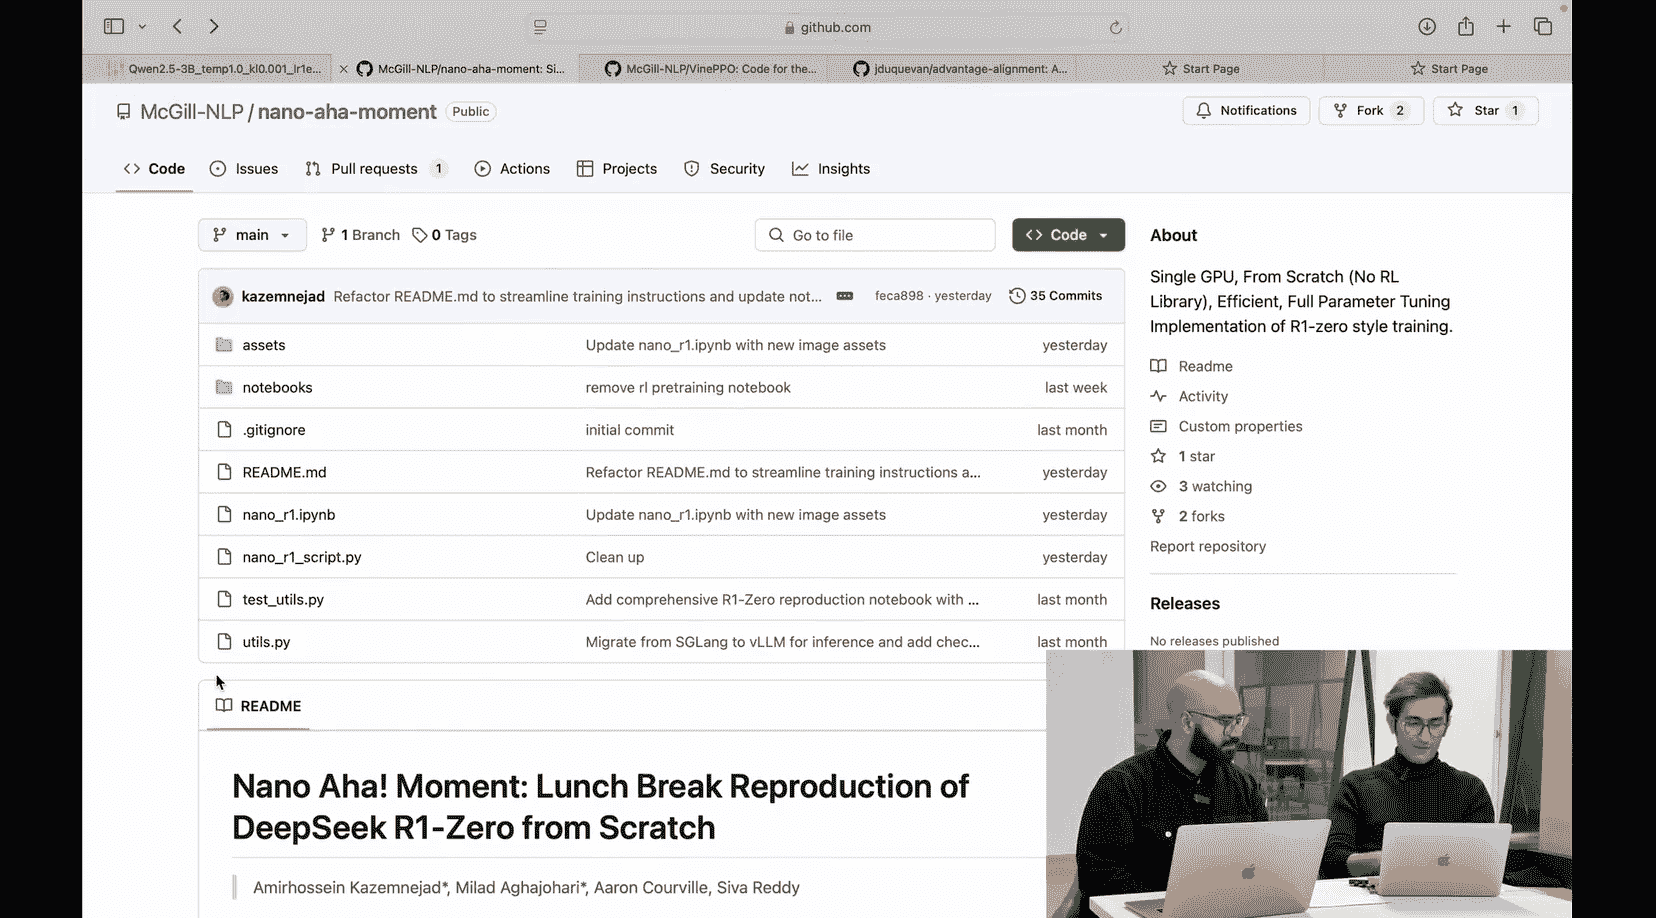 github.com
Qwen2.5-3B_temp1.0_kl0.001_lr1e...
McGill-NLP/nano-aha-moment: Si...
McGill-NLP/VinePPO: Code for the...
jduquevan/advantage-alignment: A...
Start Page
Start Page
McGill-NLP / nano-aha-moment Public
Notifications
Fork 2
Star 1
Code
Issues
Pull requests 1
Actions
Projects
Security
Insights
main
1 Branch
0 Tags
Go to file
Code
kazemnejad Refactor README.md to streamline training instructions and update not... feca898 · yesterday 35 Commits
assets Update nano_r1.ipynb with new image assets yesterday
notebooks remove rl pretraining notebook last week
.gitignore initial commit last month
README.md Refactor README.md to streamline training instructions a... yesterday
nano_r1.ipynb Update nano_r1.ipynb with new image assets yesterday
nano_r1_script.py Clean up yesterday
test_utils.py Add comprehensive R1-Zero reproduction notebook with ... last month
utils.py Migrate from SGLang to vLLM for inference and add chec... last month
README
Nano Aha! Moment: Lunch Break Reproduction of
DeepSeek R1-Zero from Scratch
Amirhossein Kazemnejad*, Milad Aghajohari*, Aaron Courville, Siva Reddy
About
Single GPU, From Scratch (No RL
Library), Efficient, Full Parameter Tuning
Implementation of R1-zero style training.
Readme
Activity
Custom properties
1 star
3 watching
2 forks
Report repository
Releases
No releases published